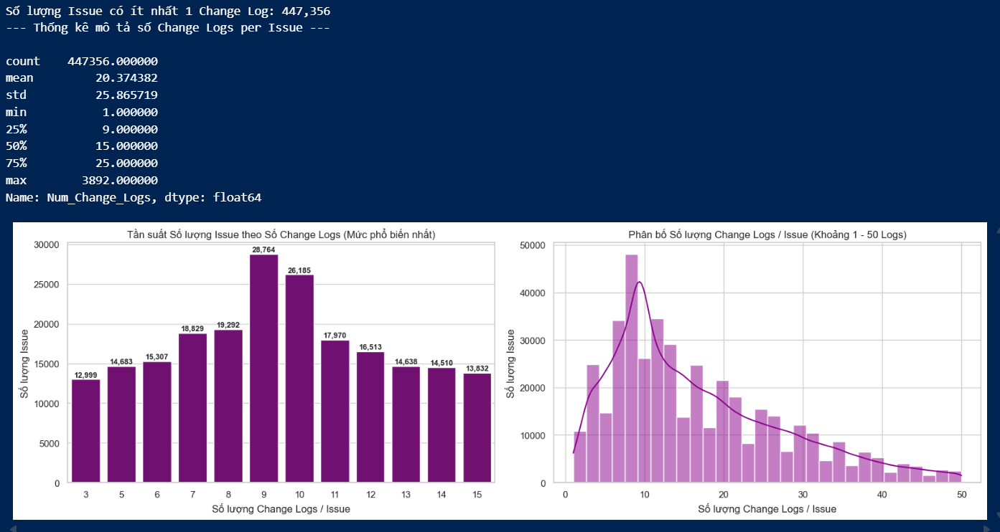 Số lượng Issue có ít nhất 1 Change Log: 447,356
--- Thống kê mô tả số Change Logs per Issue ---
count 447356.000000
mean 20.374382
std 25.865719
min 1.000000
25% 9.000000
50% 15.000000
75% 25.000000
max 3892.000000
Name: Num_Change_Logs, dtype: float64
Tần suất Số lượng Issue theo Số Change Logs (Mức phổ biến nhất)
30000
25000
20000
15000
10000
5000
0
Số lượng Issue
12,999
14,683
15,307
18,829
19,292
28,764
26,185
17,970
16,513
14,638
14,510
13,832
3 5 6 7 8 9 10 11 12 13 14 15
Số lượng Change Logs / Issue
Phân bố Số lượng Change Logs / Issue (Khoảng 1 - 50 Logs)
50000
40000
30000
20000
10000
0
Số lượng Issue
0 10 20 30 40 50
Số lượng Change Logs / Issue